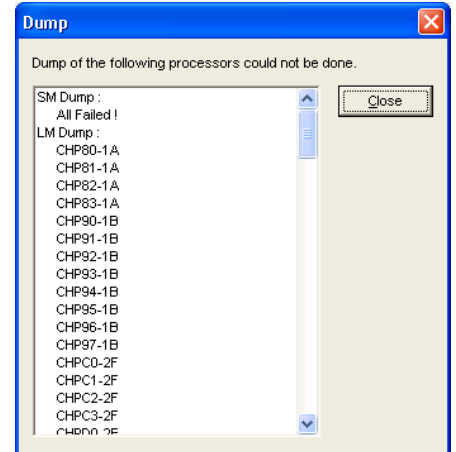 Dump
Dump of the following processors could not be done.
SM Dump :
All Failed !
Close
LM Dump :
CHP80-1A
CHP81-1A
CHP82-1A
CHP83-1A
CHP90-1B
CHP91-1B
CHP92-1B
CHP93-1B
CHP94-1B
CHP95-1B
CHP96-1B
CHP97-1B
CHPC0-2F
CHPC1-2F
CHPC2-2F
CHPC3-2F
CHPD0-2F